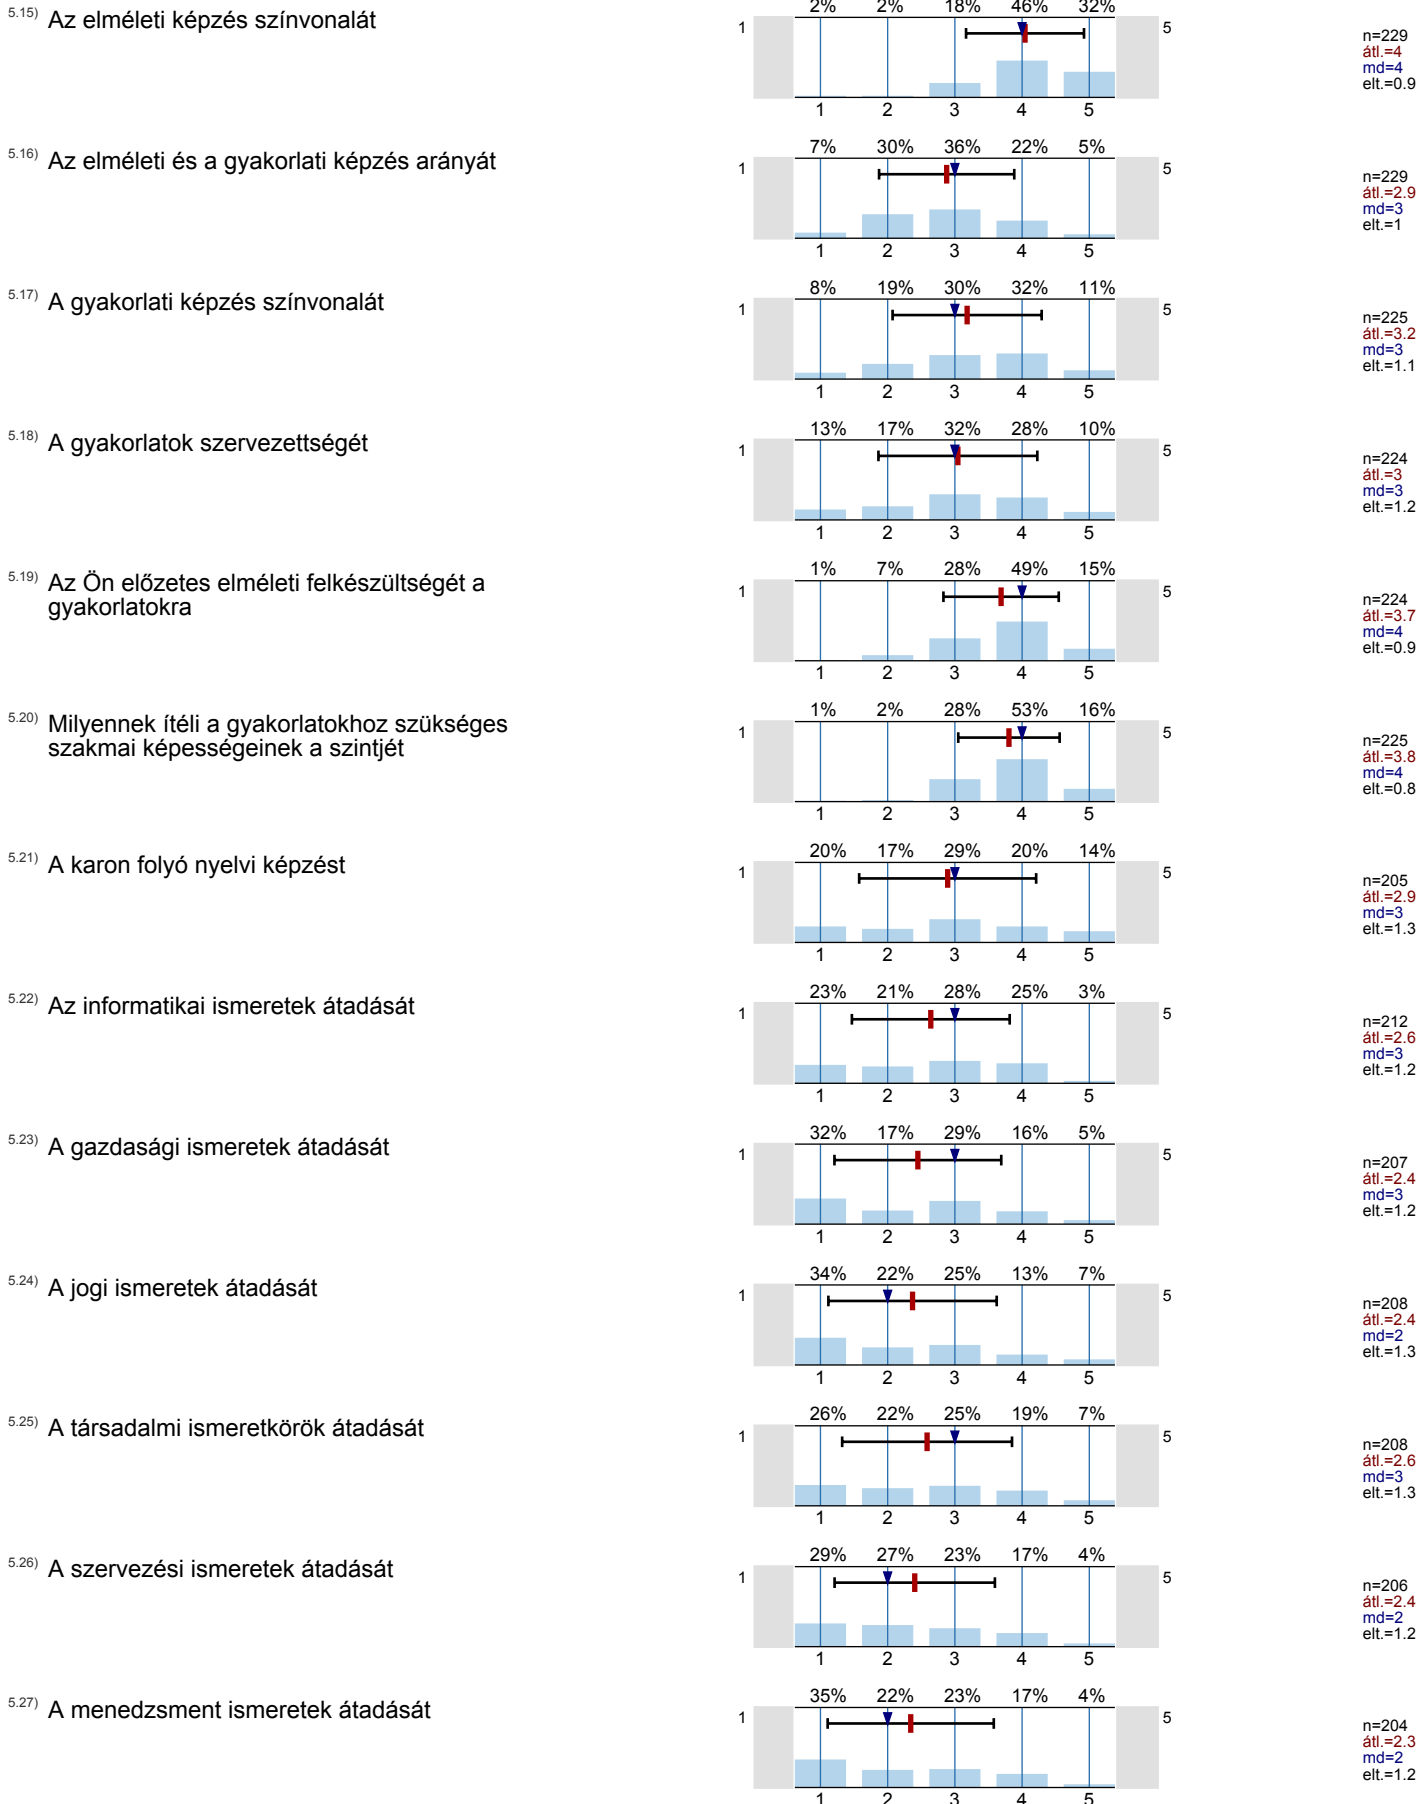 5.15) Az elméleti képzés színvonalát
2% 2% 18% 46% 32%
1 5
1 2 3 4 5
n=229
átl.=4
md=4
elt.=0.9
5.16) Az elméleti és a gyakorlati képzés arányát
7% 30% 36% 22% 5%
1 5
1 2 3 4 5
n=229
átl.=2.9
md=3
elt.=1
5.17) A gyakorlati képzés színvonalát
8% 19% 30% 32% 11%
1 5
1 2 3 4 5
n=225
átl.=3.2
md=3
elt.=1.1
5.18) A gyakorlatok szervezettségét
13% 17% 32% 28% 10%
1 5
1 2 3 4 5
n=224
átl.=3
md=3
elt.=1.2
5.19) Az Ön előzetes elméleti felkészültségét a
gyakorlatokra
1% 7% 28% 49% 15%
1 5
1 2 3 4 5
n=224
átl.=3.7
md=4
elt.=0.9
5.20) Milyennek ítéli a gyakorlatokhoz szükséges
szakmai képességeinek a szintjét
1% 2% 28% 53% 16%
1 5
1 2 3 4 5
n=225
átl.=3.8
md=4
elt.=0.8
5.21) A karon folyó nyelvi képzést
20% 17% 29% 20% 14%
1 5
1 2 3 4 5
n=205
átl.=2.9
md=3
elt.=1.3
5.22) Az informatikai ismeretek átadását
23% 21% 28% 25% 3%
1 5
1 2 3 4 5
n=212
átl.=2.6
md=3
elt.=1.2
5.23) A gazdasági ismeretek átadását
32% 17% 29% 16% 5%
1 5
1 2 3 4 5
n=207
átl.=2.4
md=3
elt.=1.2
5.24) A jogi ismeretek átadását
34% 22% 25% 13% 7%
1 5
1 2 3 4 5
n=208
átl.=2.4
md=2
elt.=1.3
5.25) A társadalmi ismeretkörök átadását
26% 22% 25% 19% 7%
1 5
1 2 3 4 5
n=208
átl.=2.6
md=3
elt.=1.3
5.26) A szervezési ismeretek átadását
29% 27% 23% 17% 4%
1 5
1 2 3 4 5
n=206
átl.=2.4
md=2
elt.=1.2
5.27) A menedzsment ismeretek átadását
35% 22% 23% 17% 4%
1 5
1 2 3 4 5
n=204
átl.=2.3
md=2
elt.=1.2